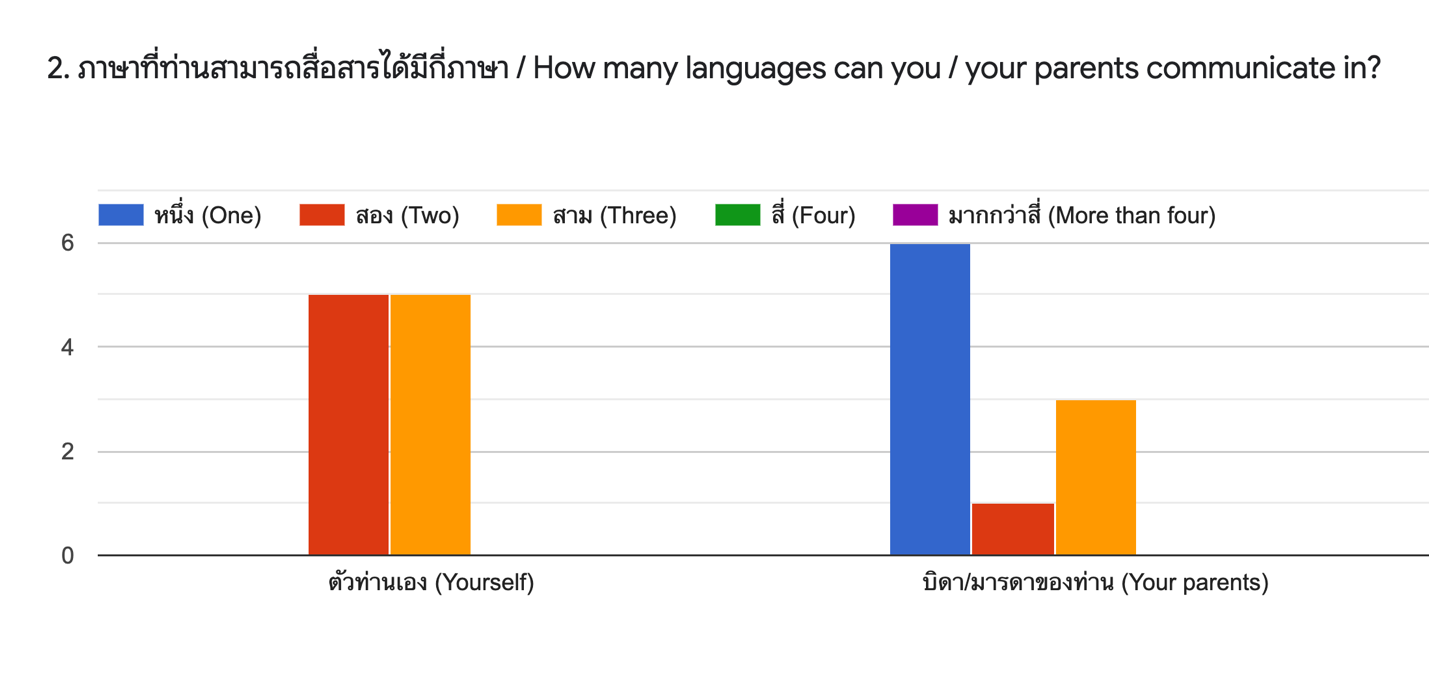 2. ภาษาที่ท่านสามารถสื่อสารได้มีกี่ภาษา / How many languages can you / your parents communicate in?
หนึ่ง (One) สอง (Two) สาม (Three) สี่ (Four) มากกว่าสี่ (More than four)
6
4
2
0
ตัวท่านเอง (Yourself) บิดา/มารดาของท่าน (Your parents)